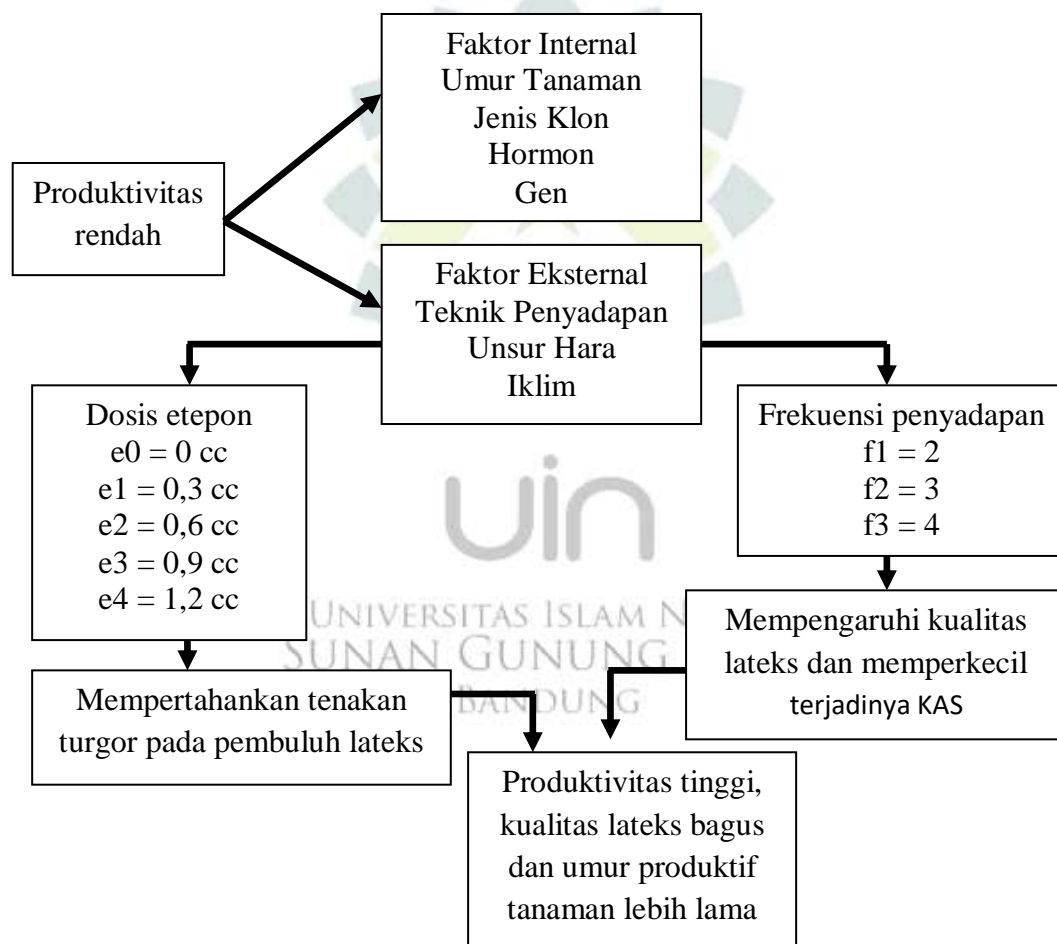 Faktor Internal
Umur Tanaman
Jenis Klon
Hormon
Gen
Produktivitas
rendah
Faktor Eksternal
Teknik Penyadapan
Unsur Hara
Iklim
Dosis etepon
e0 = 0 cc
e1 = 0,3 cc
e2 = 0,6 cc
e3 = 0,9 cc
e4 = 1,2 cc
Frekuensi penyadapan
f1 = 2
f2 = 3
f3 = 4
uin
UNIVERSITAS ISLAM N
SUNAN GUNUNG
BANDUNG
Mempertahankan tenakan
turgor pada pembuluh lateks
Mempengaruhi kualitas
lateks dan memperkecil
terjadinya KAS
Produktivitas tinggi,
kualitas lateks bagus
dan umur produktif
tanaman lebih lama